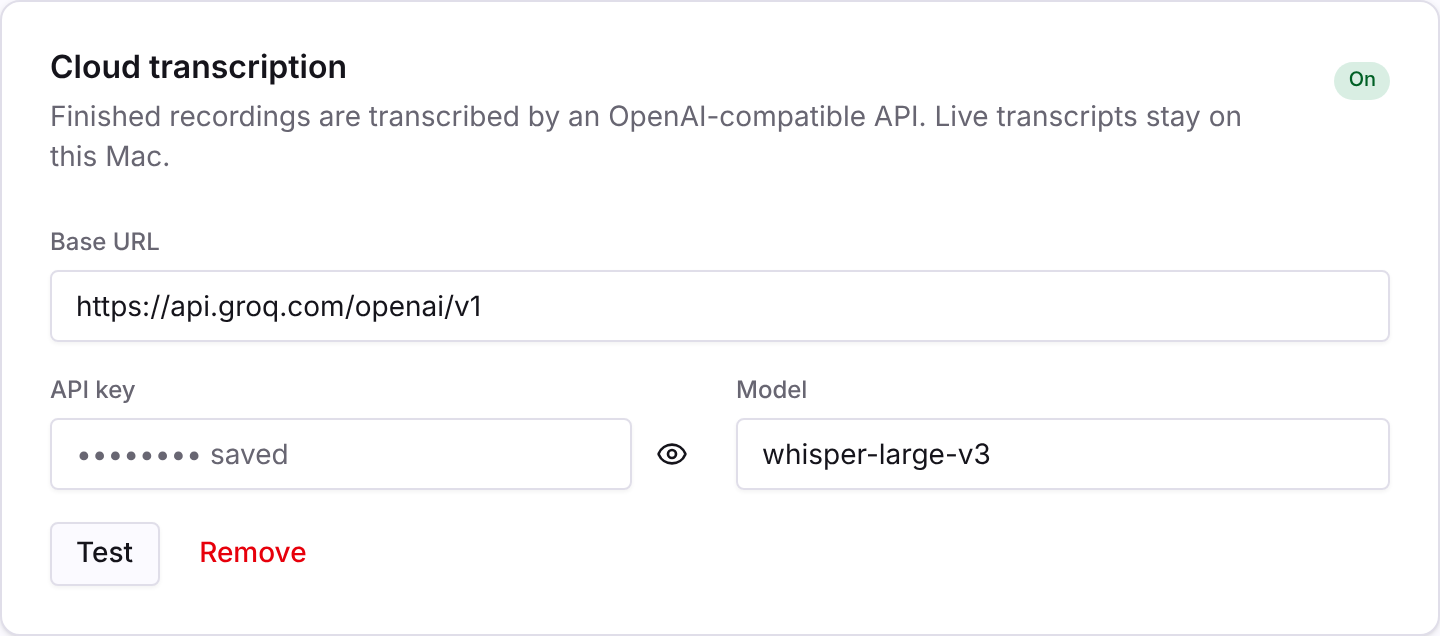 Cloud transcription
On
Finished recordings are transcribed by an OpenAI-compatible API. Live transcripts stay on
this Mac.
Base URL
https://api.groq.com/openai/v1
API key
Model
•••••••• saved
whisper-large-v3
Test
Remove